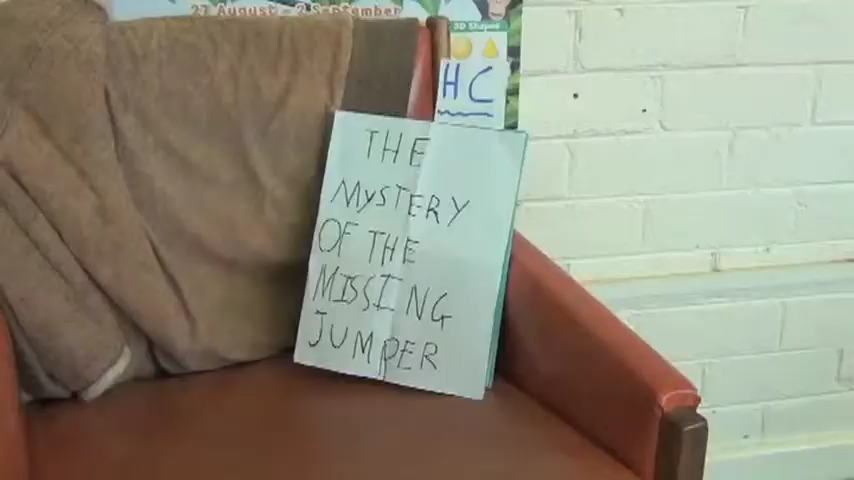 27 August - 2 September
3D Shapes
HC
THE
MYSTERY
OF THE
MISSING
JUMPER